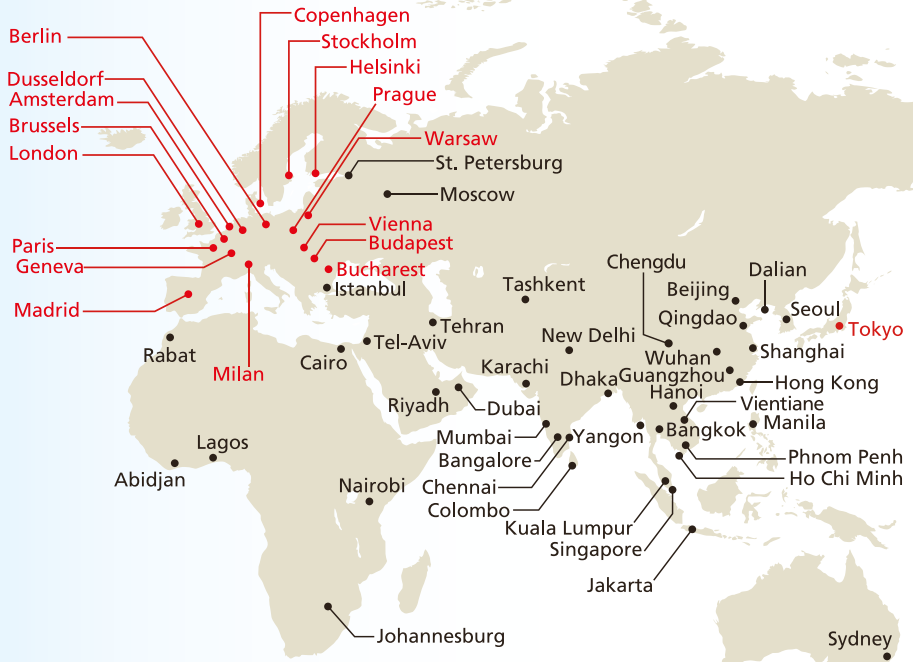 Copenhagen
Berlin
Stockholm
Helsinki
Dusseldorf
Prague
Amsterdam
Brussels
Warsaw
London
St. Petersburg
Moscow
Vienna
Paris
Budapest
Geneva
Bucharest
Chengdu
Dalian
Istanbul
Tashkent
Beijing
Madrid
Seoul
Qingdao
Tehran
Tokyo
New Delhi
Tel-Aviv
Rabat
Cairo
Shanghai
Wuhan
Karachi
Milan
Dhaka
Guangzhou
Hong Kong
Hanoi
Riyadh
Dubai
Vientiane
Manila
Mumbai
Yangon
Bangkok
Lagos
Bangalore
Phnom Penh
Abidjan
Ho Chi Minh
Nairobi
Chennai
Colombo
Kuala Lumpur
Singapore
Jakarta
Johannesburg
Sydney